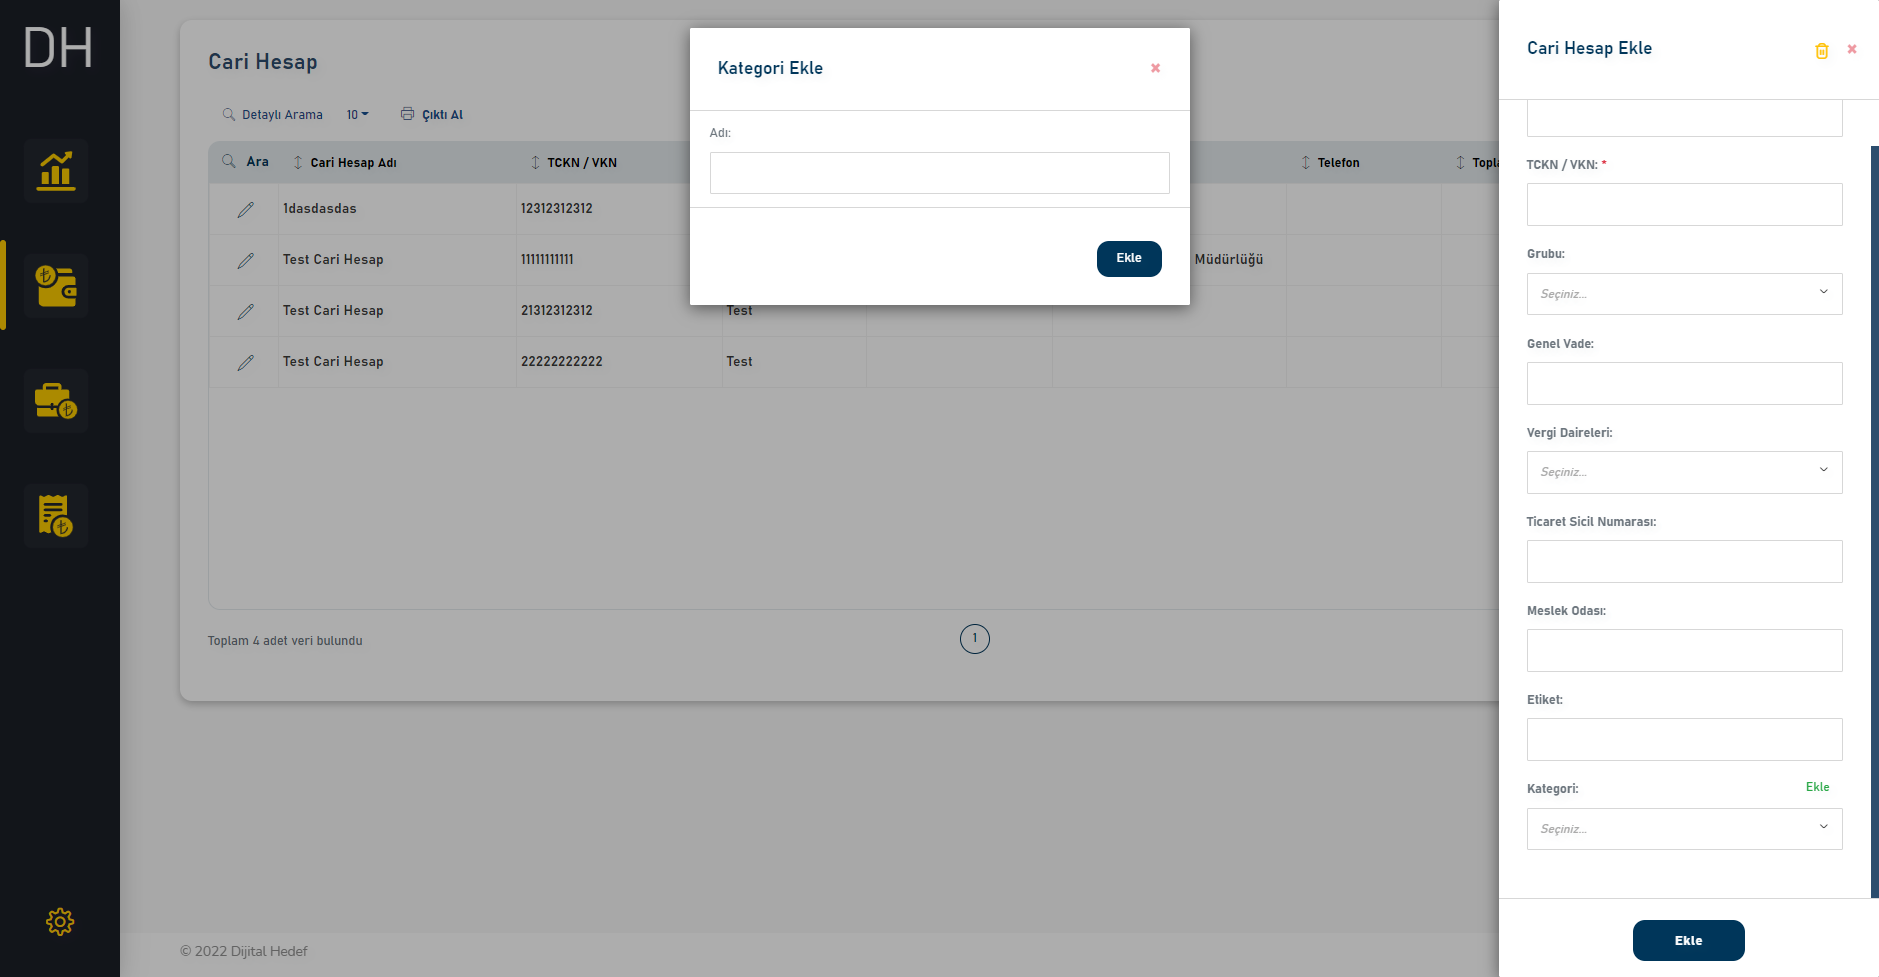 DH
Cari Hesap
Detaylı Arama 10 Çıktı Al
Ara Cari Hesap Adı TCKN / VKN Telefon
1dasdasdas 12312312312
Test Cari Hesap 11111111111 Müdürlüğü
Test Cari Hesap 21312312312 Test
Test Cari Hesap 22222222222 Test
Toplam 4 adet veri bulundu 1
© 2022 Dijital Hedef
Kategori Ekle
Adı:
Ekle
Cari Hesap Ekle
TCKN / VKN: *
Grubu:
Seçiniz...
Genel Vade:
Vergi Daireleri:
Seçiniz...
Ticaret Sicil Numarası:
Meslek Odası:
Etiket:
Kategori: Ekle
Seçiniz...
Ekle